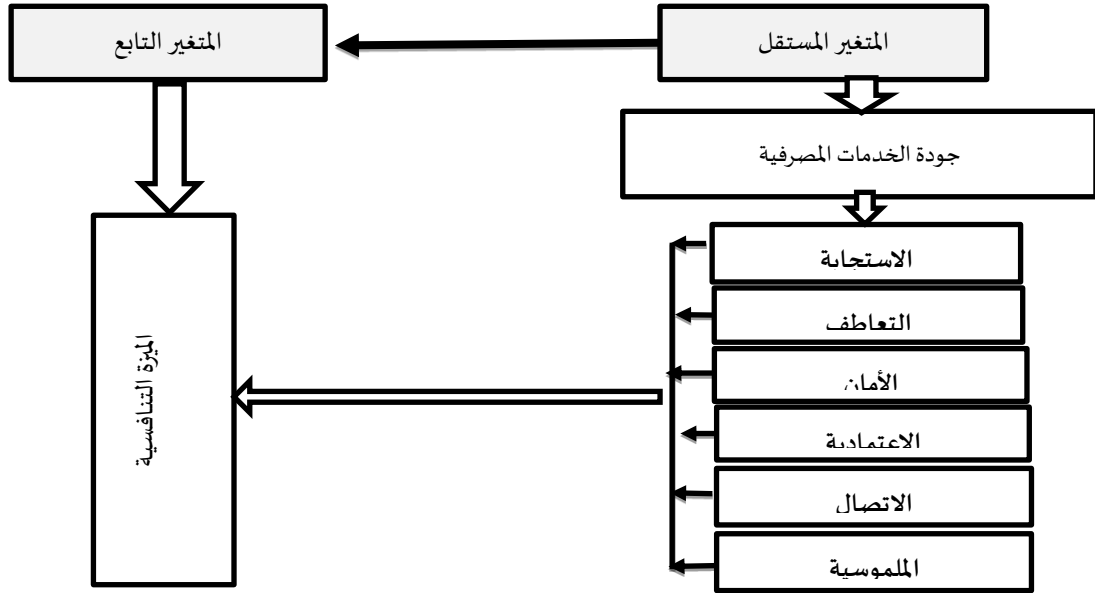 المتغير المستقل
المتغير التابع
جودة الخدمات المصرفية
الاستجابة
التعاطف
الأمان
الاعتمادية
الاتصال
الملموسية
الميزة التنافسية